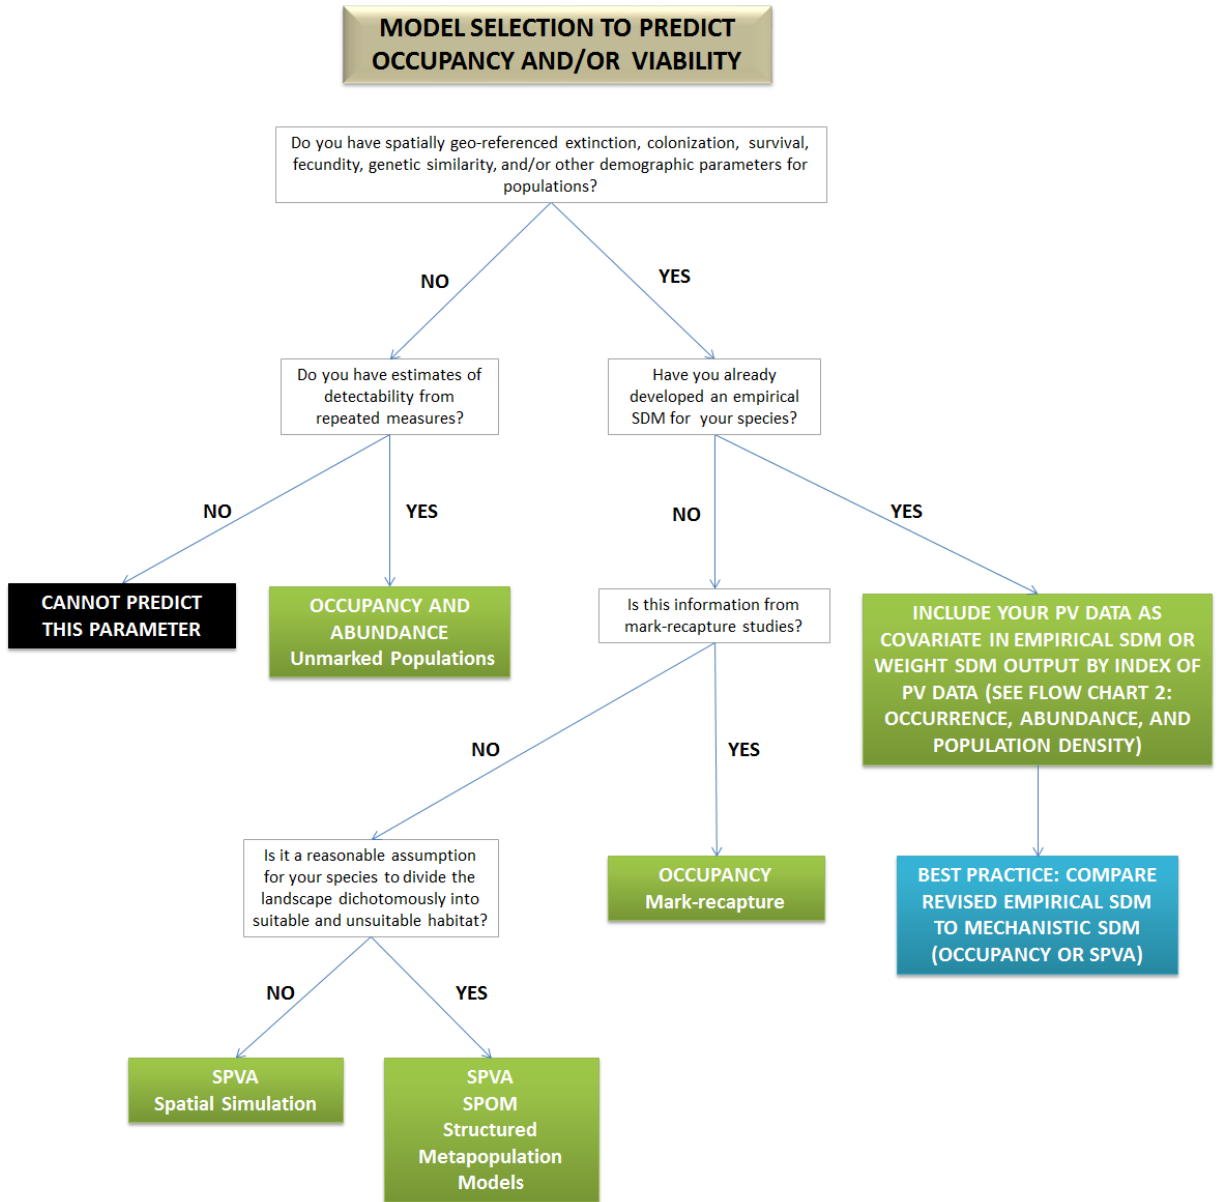 MODEL SELECTION TO PREDICT
OCCUPANCY AND/OR VIABILITY
Do you have spatially geo-referenced extinction, colonization, survival,
fecundity, genetic similarity, and/or other demographic parameters for
populations?
NO
YES
Do you have estimates of
detectability from
repeated measures?
Have you already
developed an empirical
SDM for your species?
NO
YES
NO
YES
CANNOT PREDICT
THIS PARAMETER
OCCUPANCY AND
ABUNDANCE
Unmarked Populations
Is this information from
mark-recapture studies?
INCLUDE YOUR PV DATA AS
COVARIATE IN EMPIRICAL SDM OR
WEIGHT SDM OUTPUT BY INDEX OF
PV DATA (SEE FLOW CHART 2:
OCCURRENCE, ABUNDANCE, AND
POPULATION DENSITY)
NO
YES
Is it a reasonable assumption
for your species to divide the
landscape dichotomously into
suitable and unsuitable habitat?
OCCUPANCY
Mark-recapture
BEST PRACTICE: COMPARE
REVISED EMPIRICAL SDM
TO MECHANISTIC SDM
(OCCUPANCY OR SPVA)
NO
YES
SPVA
Spatial Simulation
SPVA
SPOM
Structured
Metapopulation
Models